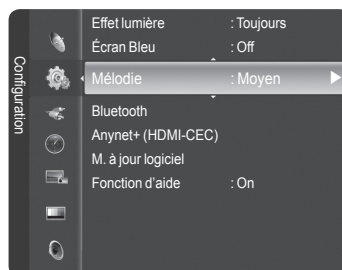 Configuration
Effet lumière : Toujours
Écran Bleu : Off
Mélodie : Moyen
Bluetooth
Anynet+ (HDMI-CEC)
M. à jour logiciel
Fonction d'aide : On